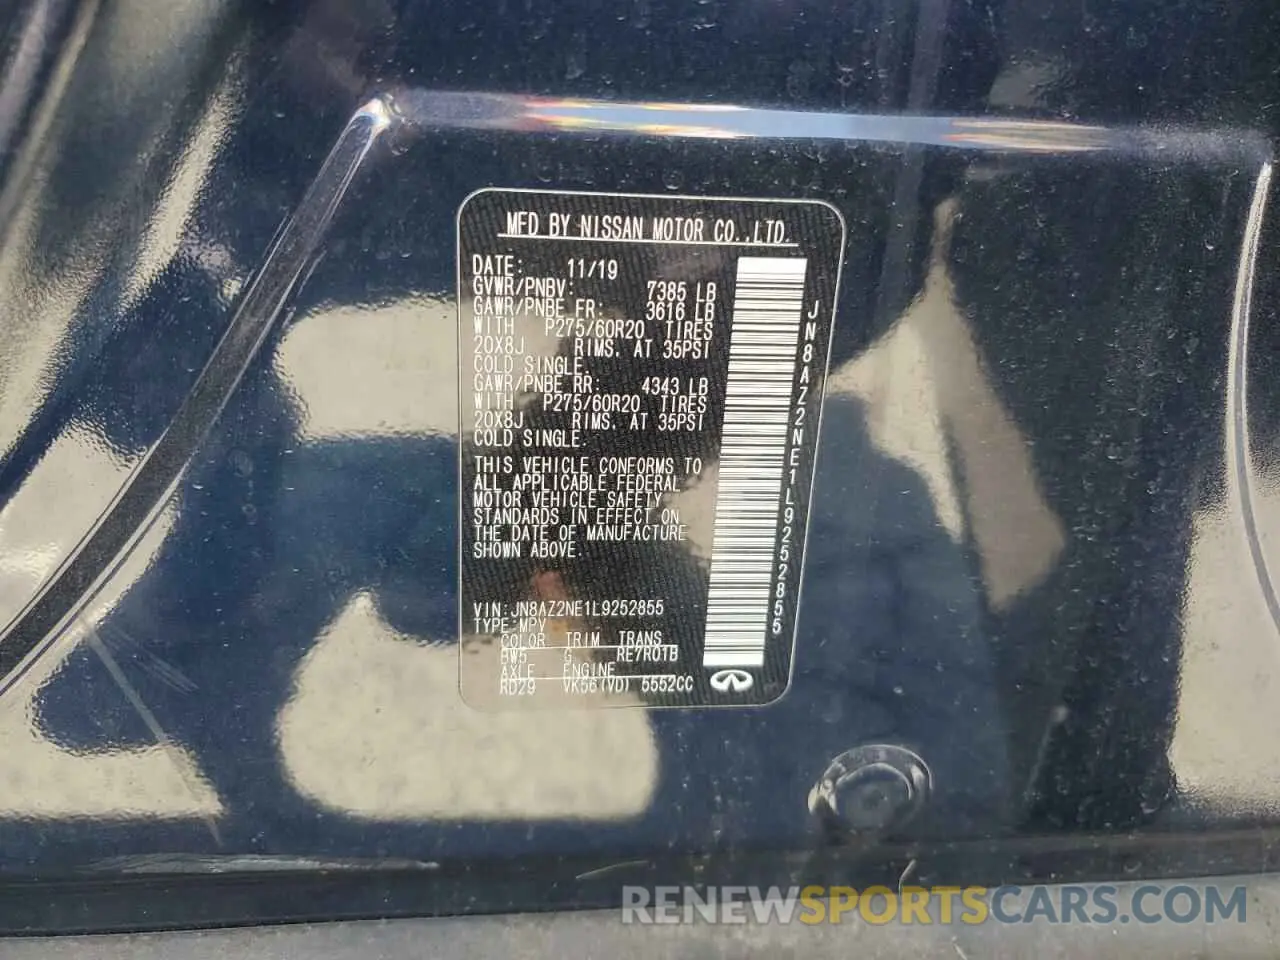 MFD BY NISSAN MOTOR CO.,LTD.
DATE: 11/19
GVWR/PNBV: 7385 LB
GAWR/PNBE FR: 3616 LB
WITH P275/60R20 TIRES
20X8J RIMS. AT 35PSI
COLD SINGLE.
GAWR/PNBE RR: 4343 LB
WITH P275/60R20 TIRES
20X8J RIMS. AT 35PSI
COLD SINGLE.
THIS VEHICLE CONFORMS TO
ALL APPLICABLE FEDERAL
MOTOR VEHICLE SAFETY
STANDARDS IN EFFECT ON
THE DATE OF MANUFACTURE
SHOWN ABOVE.
VIN:JN8AZ2NE1L9252855
TYPE:MPV
COLOR TRIM TRANS
BW5 G RE7R01B
AXLE ENGINE
RD29 VK56(VD) 5552CC
JN8AZ2NE1L9252855
RENEWSPORTSCARS.COM